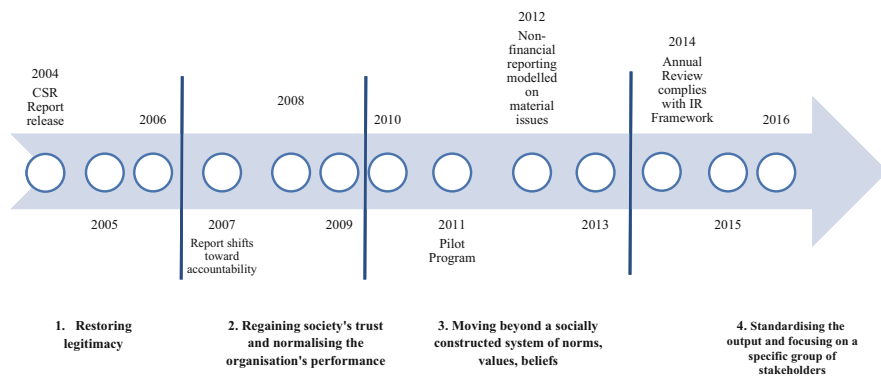 2004
CSR
Report
release
2005
2006
2007
Report shifts
toward
accountability
2008
2009
2010
2011
Pilot
Program
2012
Non-
financial
reporting
modelled
on
material
issues
2013
2014
Annual
Review
complies
with IR
Framework
2015
2016
1. Restoring
legitimacy
2. Regaining society's trust
and normalising the
organisation's performance
3. Moving beyond a socially
constructed system of norms,
values, beliefs
4. Standardising the
output and focusing on a
specific group of
stakeholders